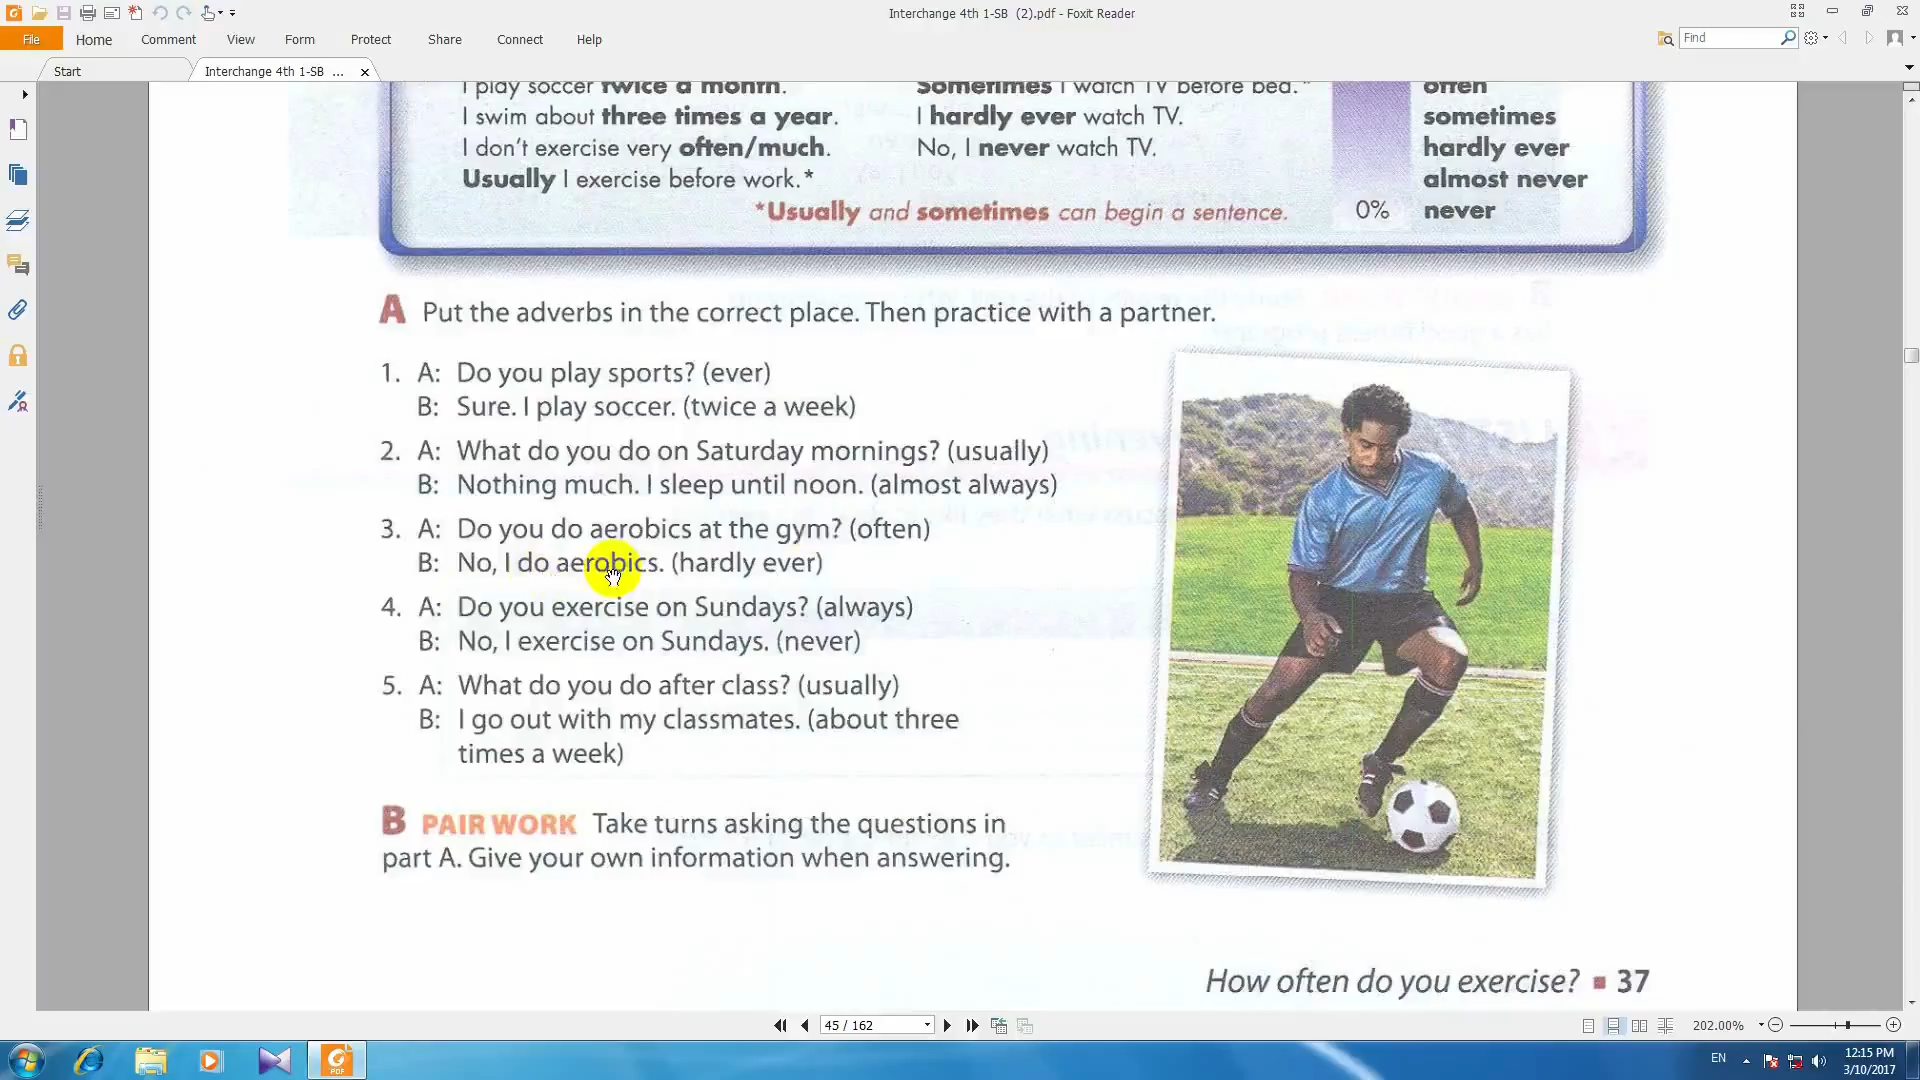 Interchange 4th 1-SB (2).pdf - Foxit Reader
File Home Comment View Form Protect Share Connect Help
Find
Start Interchange 4th 1-SB ...
I play soccer twice a month.
I swim about three times a year.
I don't exercise very often/much.
Usually I exercise before work.*
Sometimes I watch TV before bed.*
I hardly ever watch TV.
No, I never watch TV.
often
sometimes
hardly ever
almost never
0% never
*Usually and sometimes can begin a sentence.
A Put the adverbs in the correct place. Then practice with a partner.
1. A: Do you play sports? (ever)
B: Sure. I play soccer. (twice a week)
2. A: What do you do on Saturday mornings? (usually)
B: Nothing much. I sleep until noon. (almost always)
3. A: Do you do aerobics at the gym? (often)
B: No, I do aerobics. (hardly ever)
4. A: Do you exercise on Sundays? (always)
B: No, I exercise on Sundays. (never)
5. A: What do you do after class? (usually)
B: I go out with my classmates. (about three
times a week)
B PAIR WORK Take turns asking the questions in
part A. Give your own information when answering.
How often do you exercise? 37
45 / 162
202.00%
EN
12:15 PM
3/10/2017
PDF